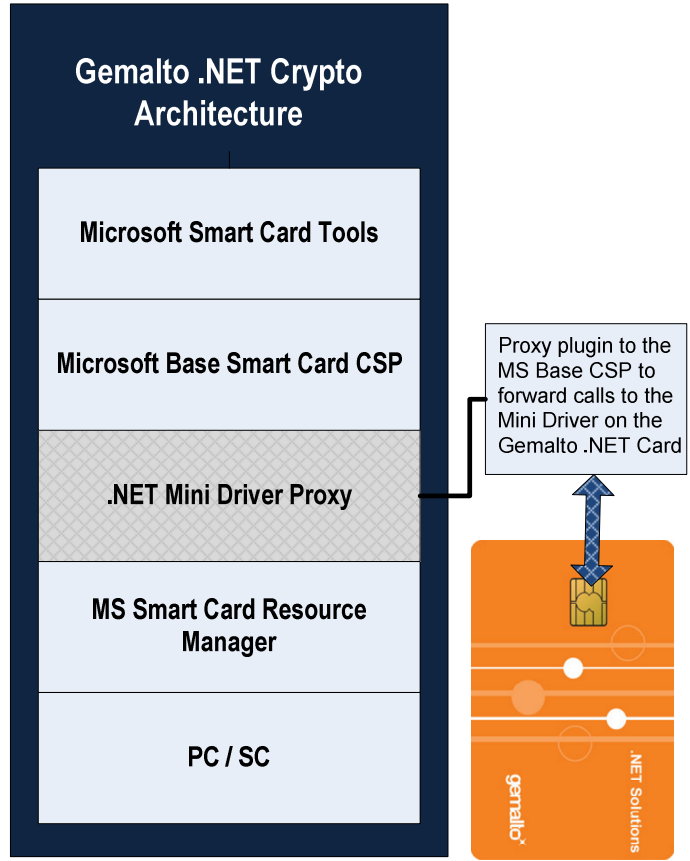 Gemalto .NET Crypto
Architecture
Microsoft Smart Card Tools
Microsoft Base Smart Card CSP
.NET Mini Driver Proxy
MS Smart Card Resource
Manager
PC / SC
Proxy plugin to the
MS Base CSP to
forward calls to the
Mini Driver on the
Gemalto .NET Card
.NET Solutions
gemalto